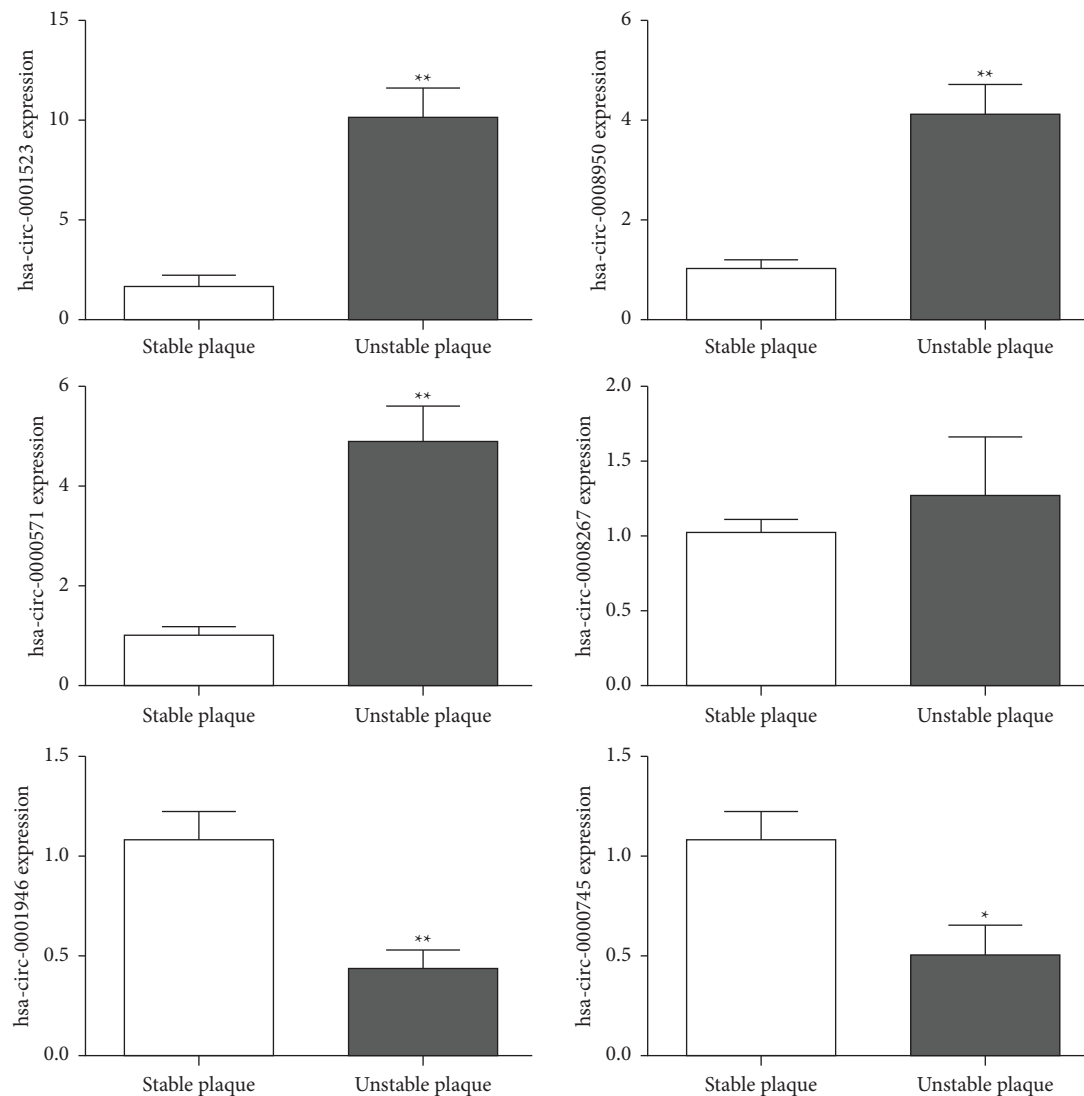 hsa-circ-0001523 expression
15
10
5
0
**
Stable plaque
Unstable plaque
hsa-circ-0008950 expression
6
4
2
0
**
Stable plaque
Unstable plaque
hsa-circ-0000571 expression
6
4
2
0
**
Stable plaque
Unstable plaque
hsa-circ-0008267 expression
2.0
1.5
1.0
0.5
0.0
Stable plaque
Unstable plaque
hsa-circ-0001946 expression
1.5
1.0
0.5
0.0
**
Stable plaque
Unstable plaque
hsa-circ-0000745 expression
1.5
1.0
0.5
0.0
*
Stable plaque
Unstable plaque